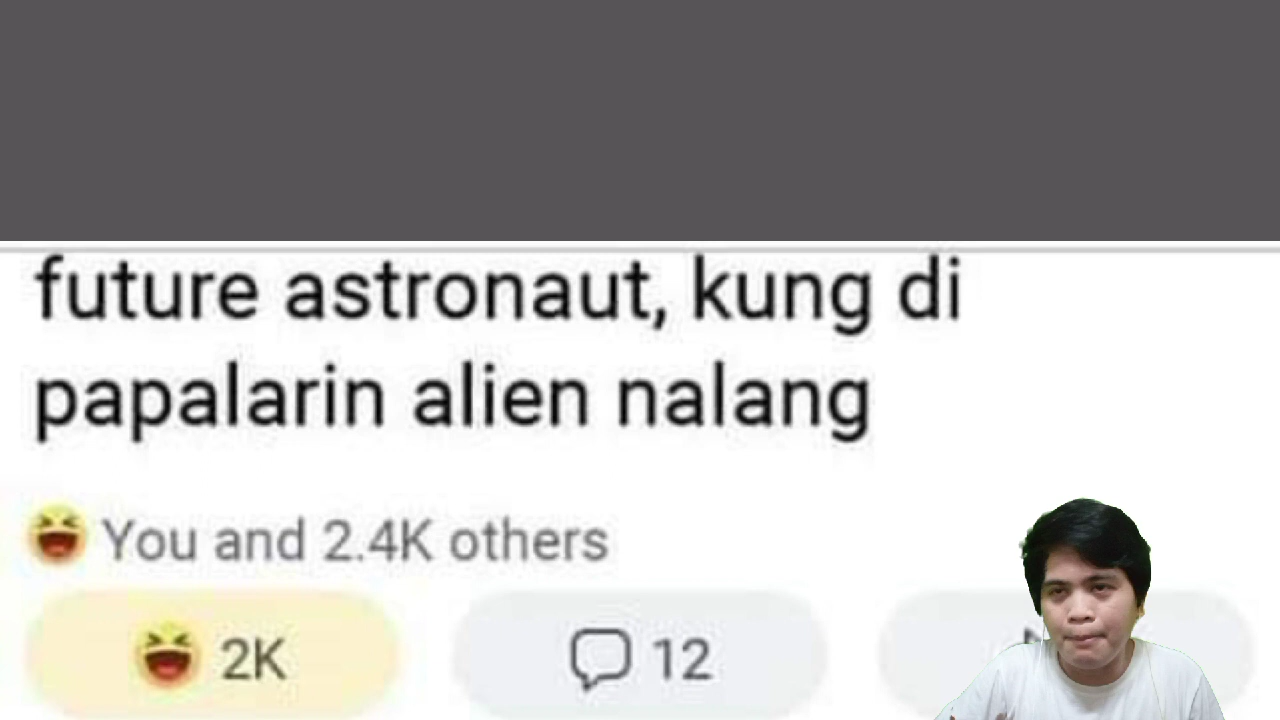 future astronaut, kung di
papalarin alien nalang
You and 2.4K others
2K
12